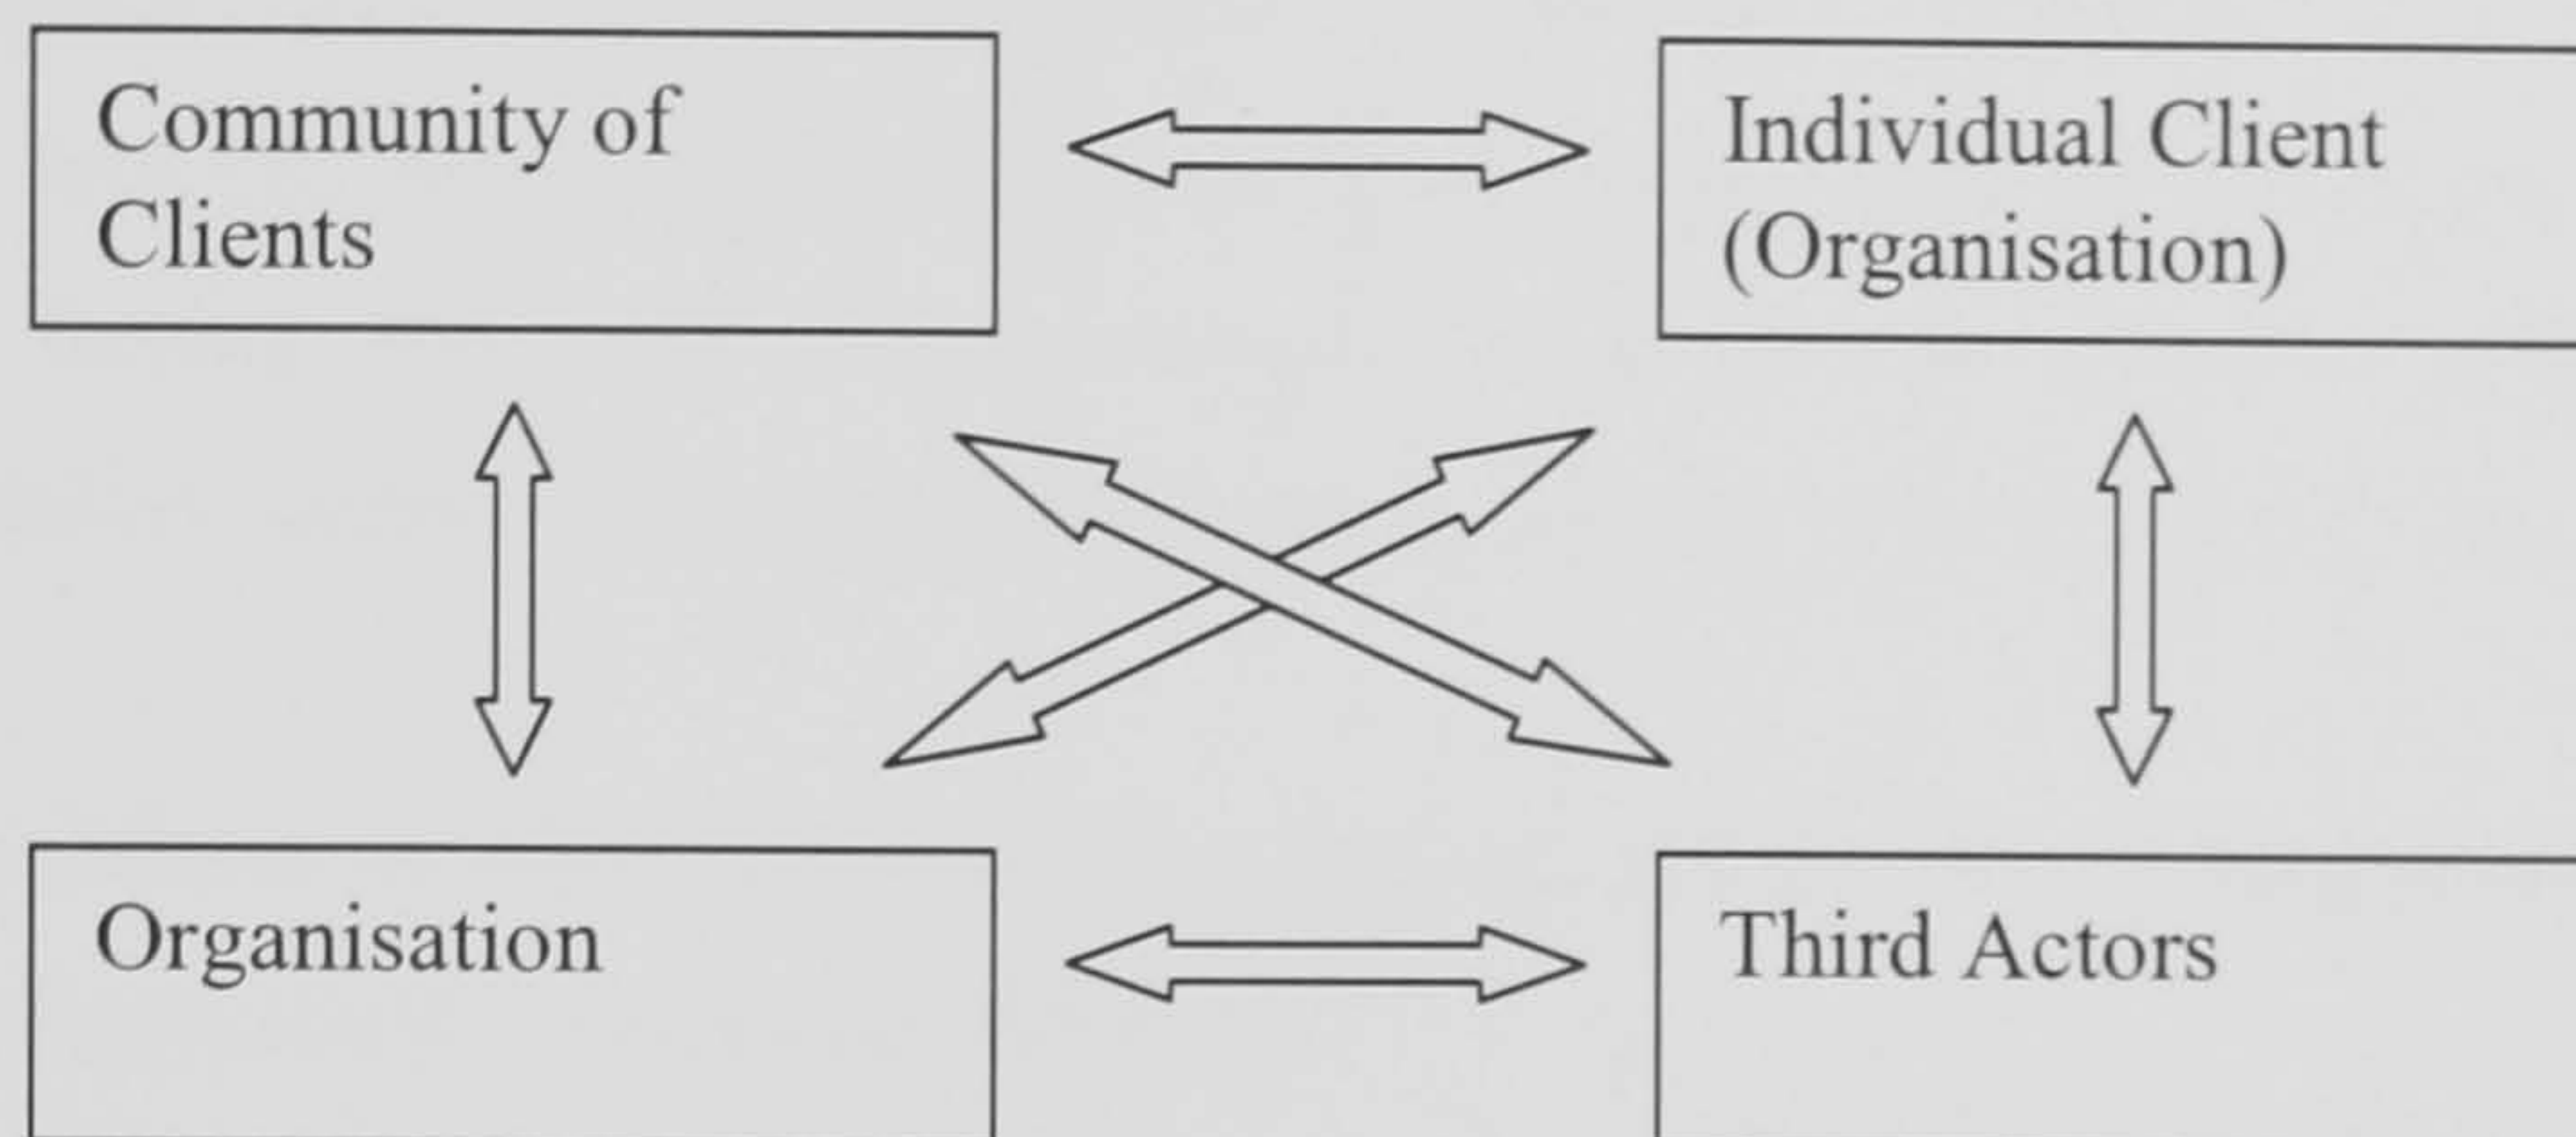 Community of
Clients
Individual Client
(Organisation)
Organisation
Third Actors